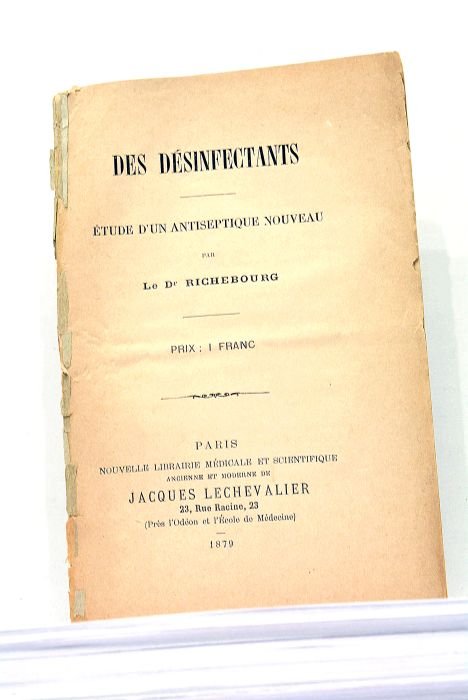 DES DÉSINFECTANTS
ÉTUDE D'UN ANTISEPTIQUE NOUVEAU
PAR
Le Dr RICHEBOURG
PRIX : 1 FRANC
PARIS
NOUVELLE LIBRAIRIE MÉDICALE ET SCIENTIFIQUE
ANCIENNE ET MODERNE DE
JACQUES LECHEVALIER
23, Rue Racine, 23
(Près l'Odéon et l'École de Médecine)
1879